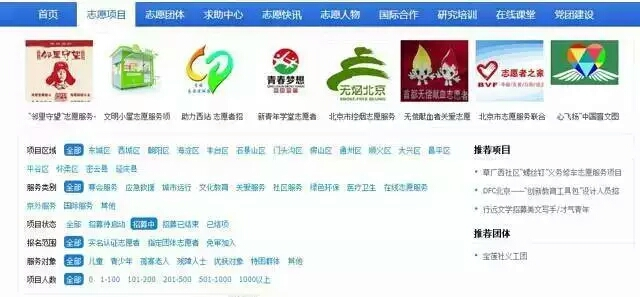 首页 志愿项目 志愿团体 求助中心 志愿快讯 志愿人物 国际合作 研究培训 在线课堂 党团建设
邻里守望
青春梦想
无烟北京
SMOKE-FREE BEIJING
首都无偿献血志愿者
志愿者之家
BVF
"邻里守望"志愿服务· 文明小屋志愿服务项 助力西站 志愿者招 新青年学堂志愿者 北京市控烟志愿服务 无偿献血者关爱志愿 北京市志愿服务联合 心飞扬"中国盲文图
项目区域 全部 东城区 西城区 朝阳区 海淀区 丰台区 石景山区 门头沟区 房山区 通州区 顺义区 大兴区 昌平区
平谷区 怀柔区 密云县 延庆县
服务类别 全部 赛会服务 应急救援 城市运行 文化教育 关爱服务 社区服务 绿色环保 医疗卫生 在线志愿服务
京外服务 国际服务 其他
项目状态 全部 招募待启动 招募中 招募已结束 已结项
报名范围 全部 实名认证志愿者 指定团体志愿者 免审加入
服务对象 全部 儿童 青少年 孤寡老人 残障人士 优抚对象 特困群体 其他
项目人数 全部 0 1-100 101-200 201-500 501-1000 1000以上
推荐项目
草厂西社区"螺丝钉"义务修车志愿服务项目
DFC北京——"创新教育工具包"设计人员招
行远文学招募美文写手/才气青年
推荐团体
宝莲社义工团